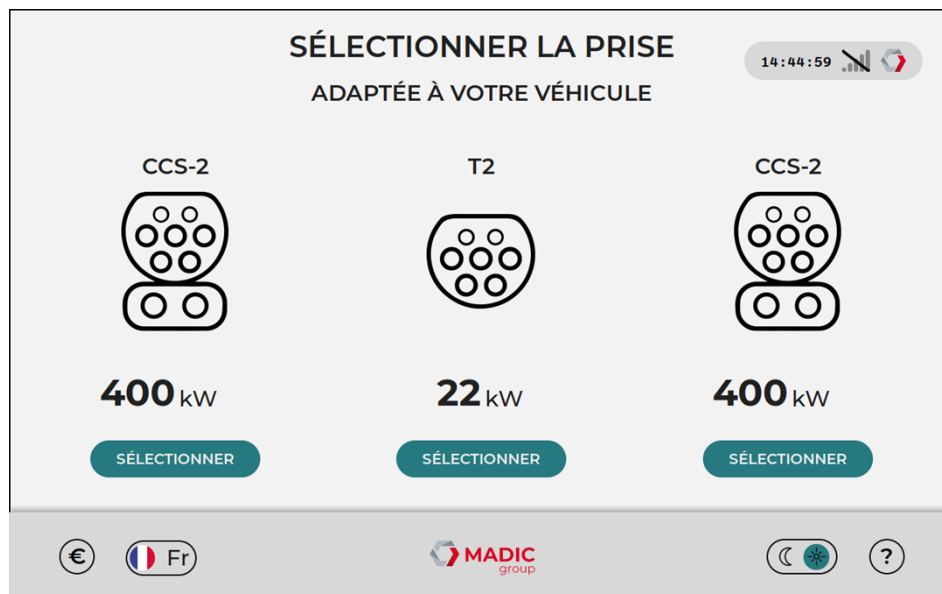 SÉLECTIONNER LA PRISE
14:44:59
ADAPTÉE À VOTRE VÉHICULE
CCS-2
T2
CCS-2
400 kW
22 kW
400 kW
SÉLECTIONNER
SÉLECTIONNER
SÉLECTIONNER
€
Fr
MADIC
group
?